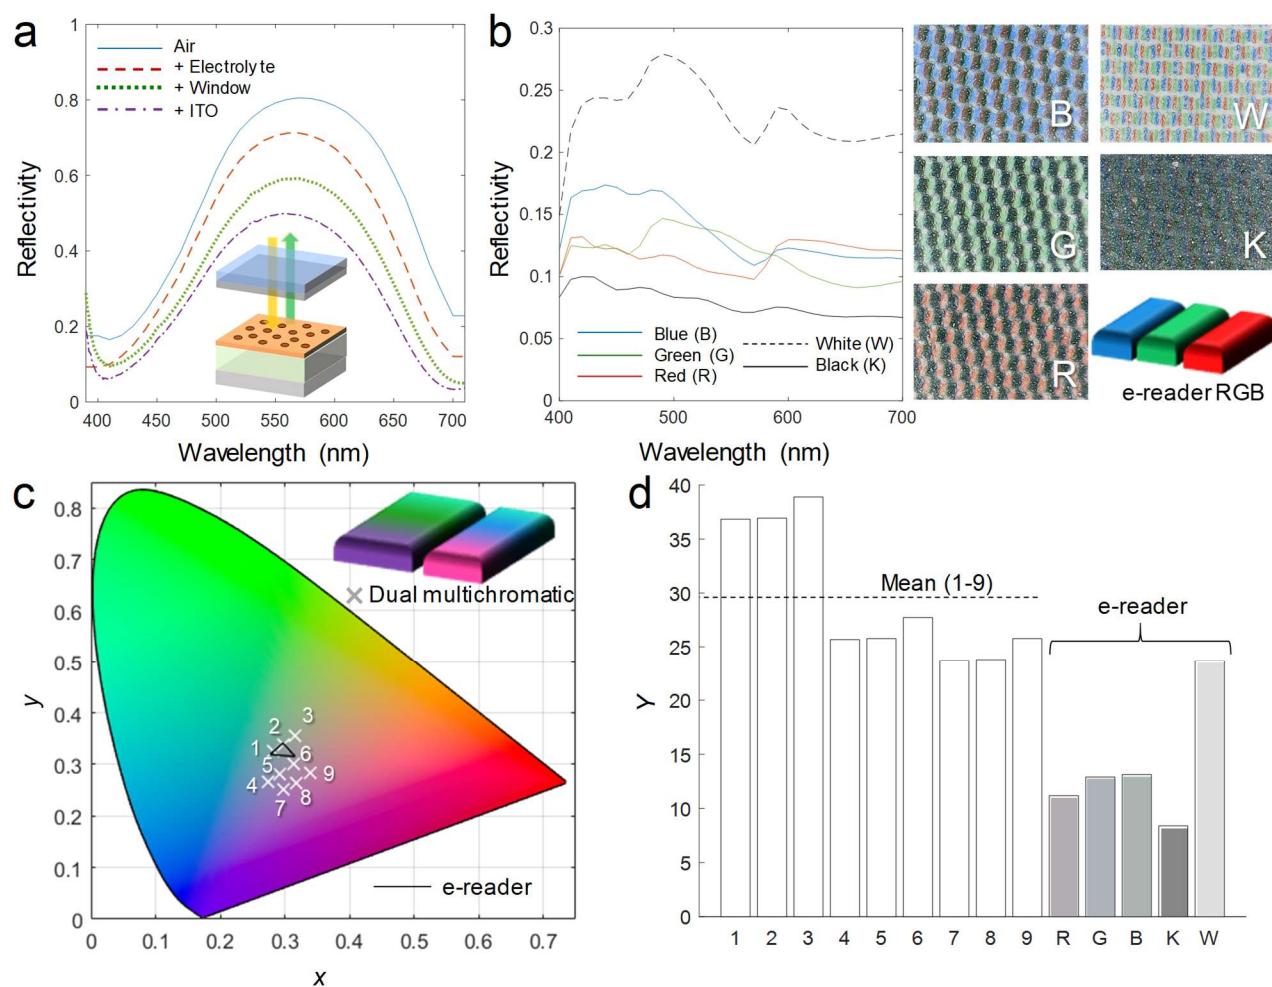 a
1
0.8
0.6
0.4
0.2
0
Reflectivity
Air
+ Electrolyte
+ Window
+ ITO
400 450 500 550 600 650 700
Wavelength (nm)
b
0.3
0.25
0.2
0.15
0.1
0.05
0
Reflectivity
Blue (B)
Green (G)
Red (R)
White (W)
Black (K)
400 500 600 700
Wavelength (nm)
B
W
G
K
R
e-reader RGB
c
0.8
0.7
0.6
0.5
0.4
0.3
0.2
0.1
0
y
Dual multichromatic
1
2
3
4
5
6
7
8
9
e-reader
0 0.1 0.2 0.3 0.4 0.5 0.6 0.7
x
d
40
35
30
25
20
15
10
5
0
Y
Mean (1-9)
e-reader
1 2 3 4 5 6 7 8 9 R G B K W